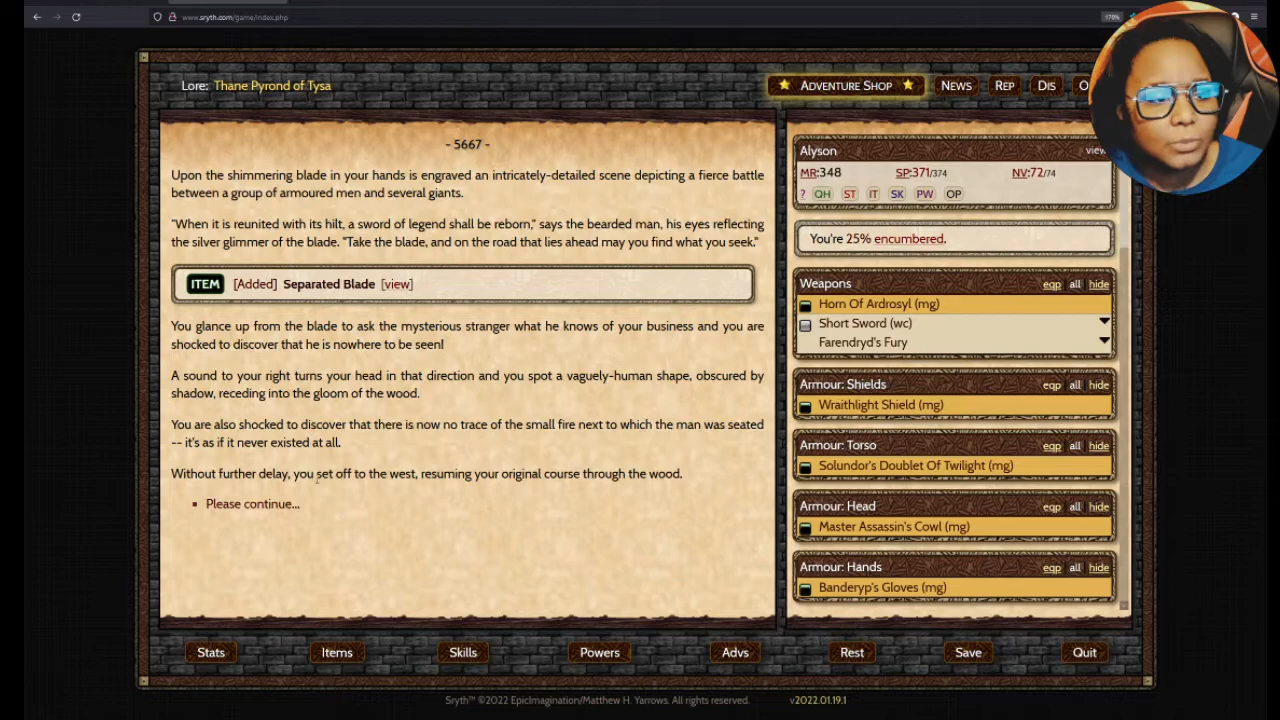 www.sryth.com/game/index.php
170%
Lore: Thane Pyrond of Tysa
ADVENTURE SHOP
NEWS
REP
DIS
- 5667 -
Upon the shimmering blade in your hands is engraved an intricately-detailed scene depicting a fierce battle
between a group of armoured men and several giants.
"When it is reunited with its hilt, a sword of legend shall be reborn," says the bearded man, his eyes reflecting
the silver glimmer of the blade. "Take the blade, and on the road that lies ahead may you find what you seek."
ITEM [Added] Separated Blade [view]
You glance up from the blade to ask the mysterious stranger what he knows of your business and you are
shocked to discover that he is nowhere to be seen!
A sound to your right turns your head in that direction and you spot a vaguely-human shape, obscured by
shadow, receding into the gloom of the wood.
You are also shocked to discover that there is now no trace of the small fire next to which the man was seated
-- it's as if it never existed at all.
Without further delay, you set off to the west, resuming your original course through the wood.
Please continue...
Alyson view
MR:348 SP:371/374 NV:72/74
? QH ST IT SK PW OP
You're 25% encumbered.
Weapons eqp all hide
Horn Of Ardrosyl (mg)
Short Sword (wc)
Farendryd's Fury
Armour: Shields eqp all hide
Wraithlight Shield (mg)
Armour: Torso eqp all hide
Solundor's Doublet Of Twilight (mg)
Armour: Head eqp all hide
Master Assassin's Cowl (mg)
Armour: Hands eqp all hide
Banderyp's Gloves (mg)
Stats Items Skills Powers Advs Rest Save Quit
Sryth™ ©2022 EpicImagination/Matthew H. Yarrows. All rights reserved. v2022.01.19.1